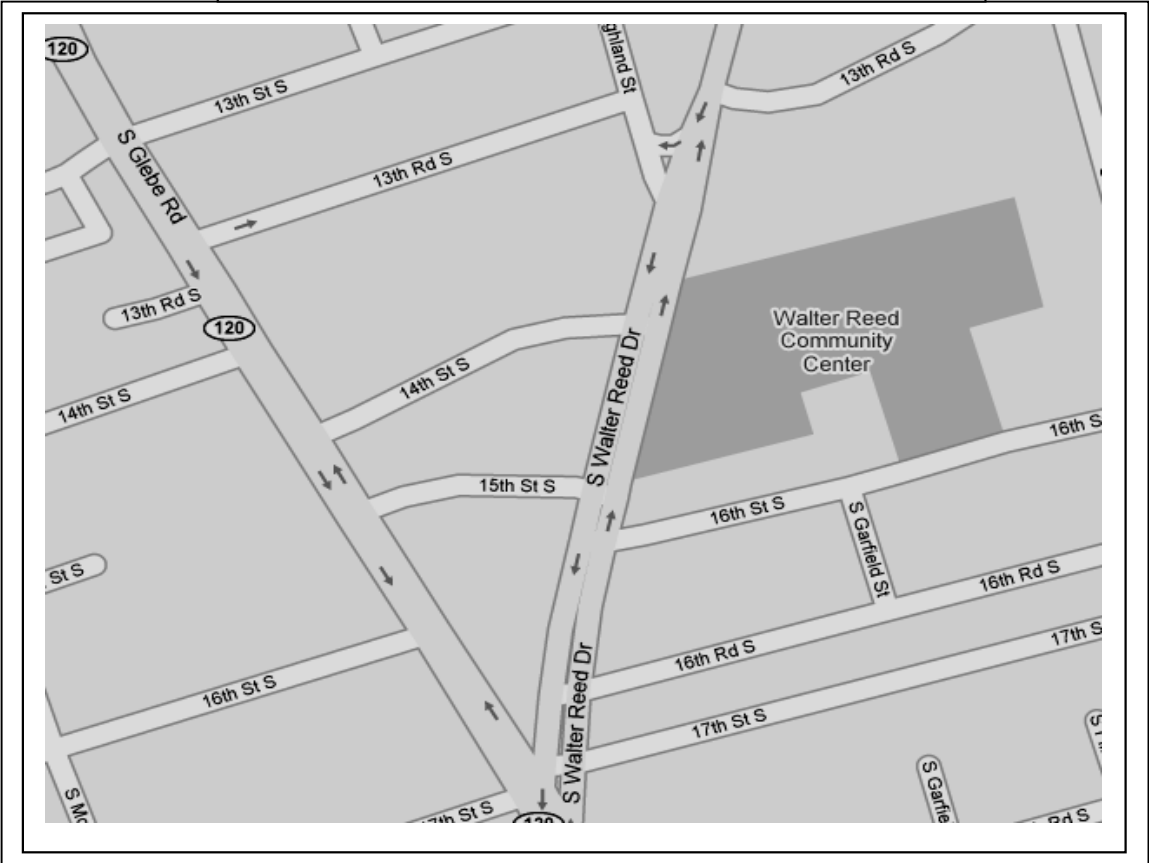 120
ghland St
13th Rd S
13th St S
S Glebe Rd
13th Rd S
13th Rd S
120
Walter Reed
Community
Center
14th St S
14th St S
S Walter Reed Dr
16th S
15th St S
16th St S
S Garfield St
St S
16th Rd S
17th S
16th Rd S
16th St S
S Walter Reed Dr
17th St S
S Mo
S Garfie
7th St S
Rd S
120